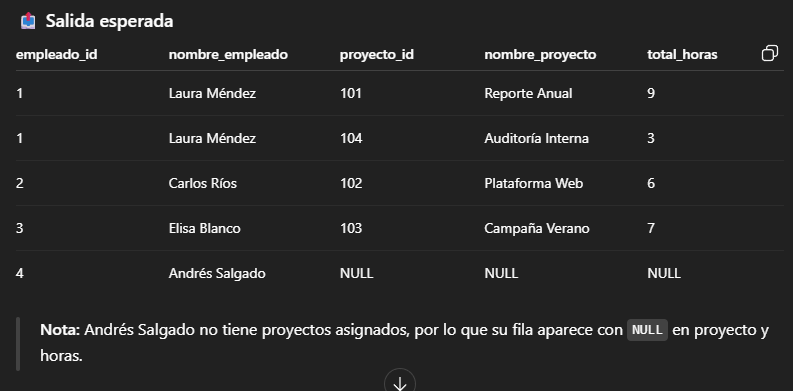 Salida esperada
empleado_id nombre_empleado proyecto_id nombre_proyecto total_horas
1 Laura Méndez 101 Reporte Anual 9
1 Laura Méndez 104 Auditoría Interna 3
2 Carlos Ríos 102 Plataforma Web 6
3 Elisa Blanco 103 Campaña Verano 7
4 Andrés Salgado NULL NULL NULL
Nota: Andrés Salgado no tiene proyectos asignados, por lo que su fila aparece con NULL en proyecto y
horas.